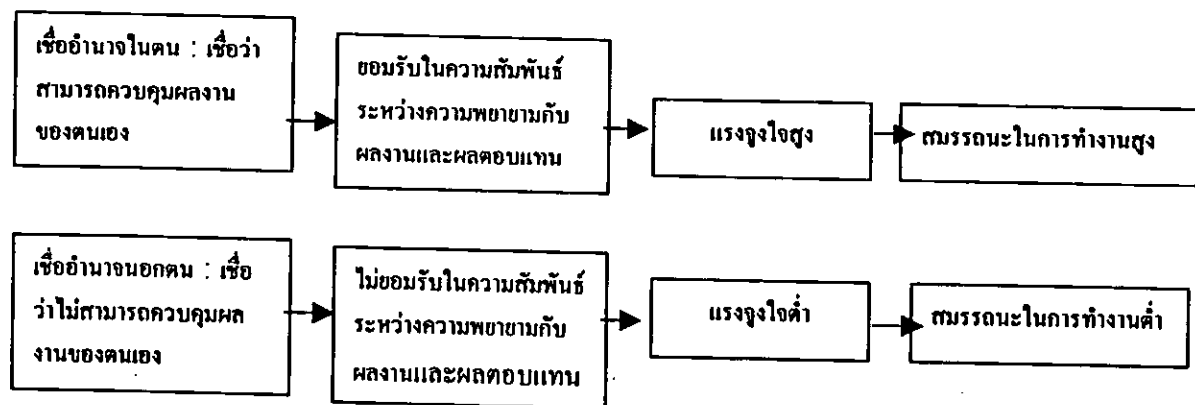 เชื่ออำนาจในตน : เชื่อว่า
สามารถควบคุมผลงาน
ของตนเอง
ยอมรับในความสัมพันธ์
ระหว่างความพยายามกับ
ผลงานและผลตอบแทน
แรงจูงใจสูง
สมรรถนะในการทำงานสูง
เชื่ออำนาจนอกตน : เชื่อ
ว่าไม่สามารถควบคุมผล
งานของตนเอง
ไม่ยอมรับในความสัมพันธ์
ระหว่างความพยายามกับ
ผลงานและผลตอบแทน
แรงจูงใจต่ำ
สมรรถนะในการทำงานต่ำ